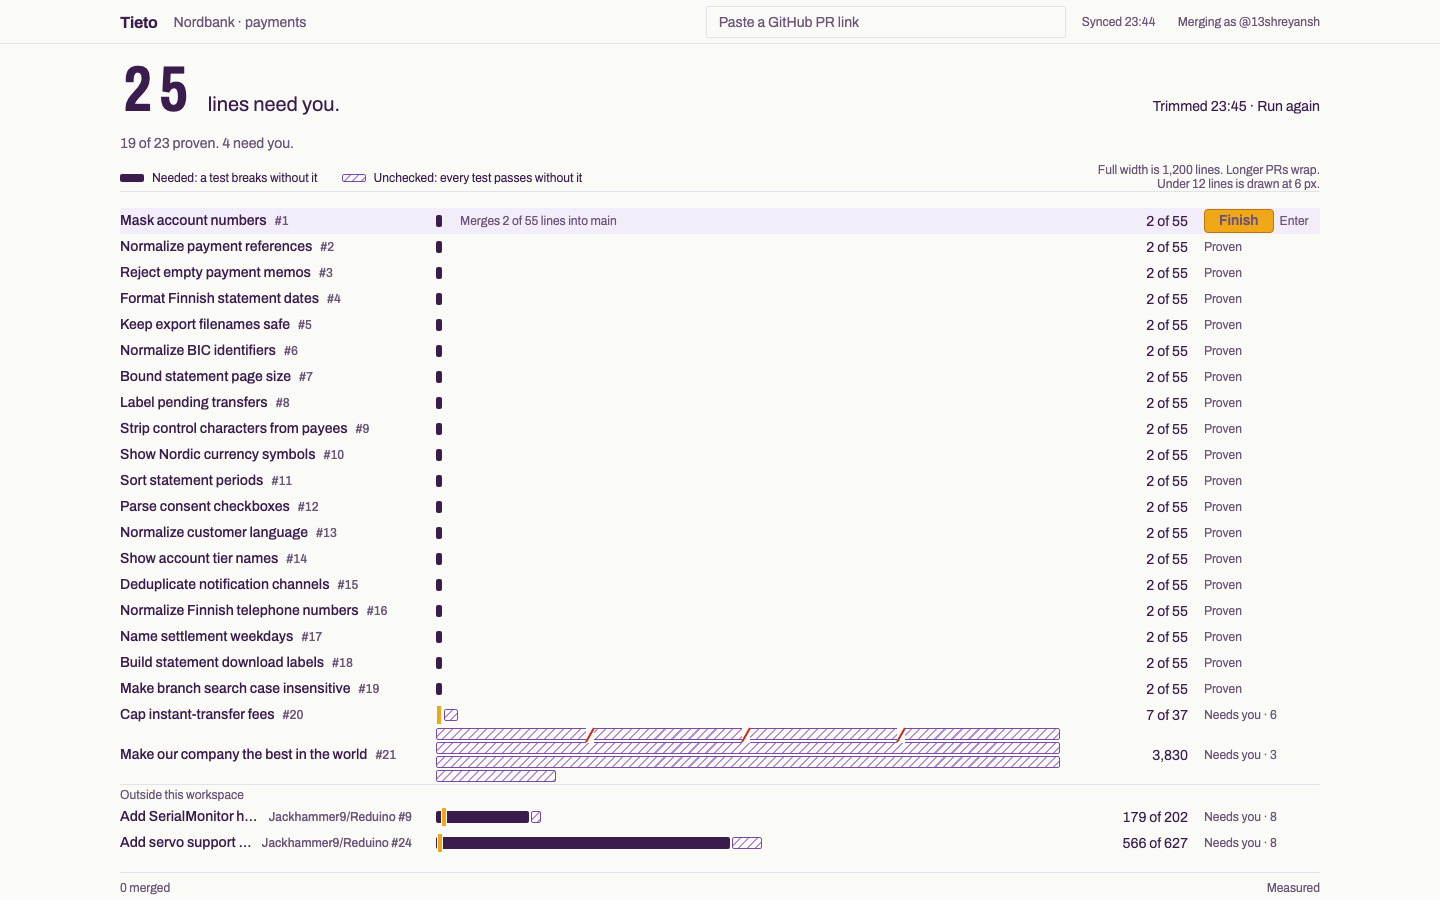 Tieto Nordbank · payments Paste a GitHub PR link Synced 23:44 Merging as @13shreyansh
25 lines need you. Trimmed 23:45 · Run again
19 of 23 proven. 4 need you.
Needed: a test breaks without it Unchecked: every test passes without it
Full width is 1,200 lines. Longer PRs wrap.
Under 12 lines is drawn at 6 px.
Mask account numbers #1 Merges 2 of 55 lines into main 2 of 55 Finish Enter
Normalize payment references #2 2 of 55 Proven
Reject empty payment memos #3 2 of 55 Proven
Format Finnish statement dates #4 2 of 55 Proven
Keep export filenames safe #5 2 of 55 Proven
Normalize BIC identifiers #6 2 of 55 Proven
Bound statement page size #7 2 of 55 Proven
Label pending transfers #8 2 of 55 Proven
Strip control characters from payees #9 2 of 55 Proven
Show Nordic currency symbols #10 2 of 55 Proven
Sort statement periods #11 2 of 55 Proven
Parse consent checkboxes #12 2 of 55 Proven
Normalize customer language #13 2 of 55 Proven
Show account tier names #14 2 of 55 Proven
Deduplicate notification channels #15 2 of 55 Proven
Normalize Finnish telephone numbers #16 2 of 55 Proven
Name settlement weekdays #17 2 of 55 Proven
Build statement download labels #18 2 of 55 Proven
Make branch search case insensitive #19 2 of 55 Proven
Cap instant-transfer fees #20 7 of 37 Needs you · 6
Make our company the best in the world #21 3,830 Needs you · 3
Outside this workspace
Add SerialMonitor h... Jackhammer9/Reduino #9 179 of 202 Needs you · 8
Add servo support ... Jackhammer9/Reduino #24 566 of 627 Needs you · 8
0 merged Measured